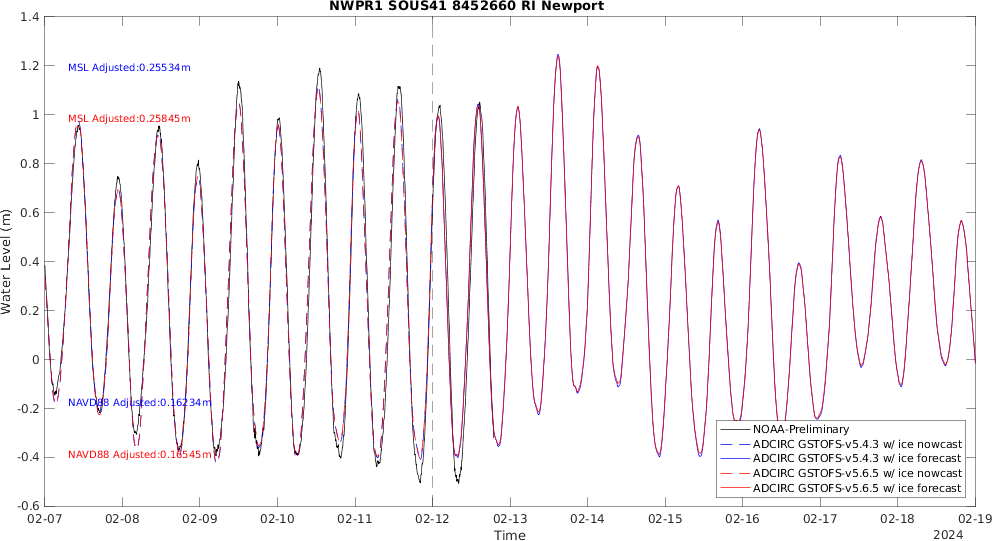 NWPR1 SOUS41 8452660 RI Newport
1.4
1.2
1
0.8
0.6
0.4
0.2
0
-0.2
-0.4
-0.6
Water Level (m)
MSL Adjusted:0.25534m
MSL Adjusted:0.25845m
NAVD88 Adjusted:0.16234m
NAVD88 Adjusted:0.16545m
NOAA-Preliminary
ADCIRC GSTOFS-v5.4.3 w/ ice nowcast
ADCIRC GSTOFS-v5.4.3 w/ ice forecast
ADCIRC GSTOFS-v5.6.5 w/ ice nowcast
ADCIRC GSTOFS-v5.6.5 w/ ice forecast
02-07 02-08 02-09 02-10 02-11 02-12 02-13 02-14 02-15 02-16 02-17 02-18 02-19
Time
2024